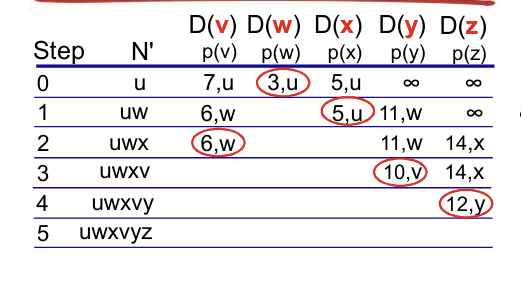 D(v) D(w) D(x) D(y) D(z)
Step N' p(v) p(w) p(x) p(y) p(z)
0 u 7,u 3,u 5,u ∞ ∞
1 uw 6,w 5,u 11,w ∞
2 uwx 6,w 11,w 14,x
3 uwxv 10,v 14,x
4 uwxvy 12,y
5 uwxvyz